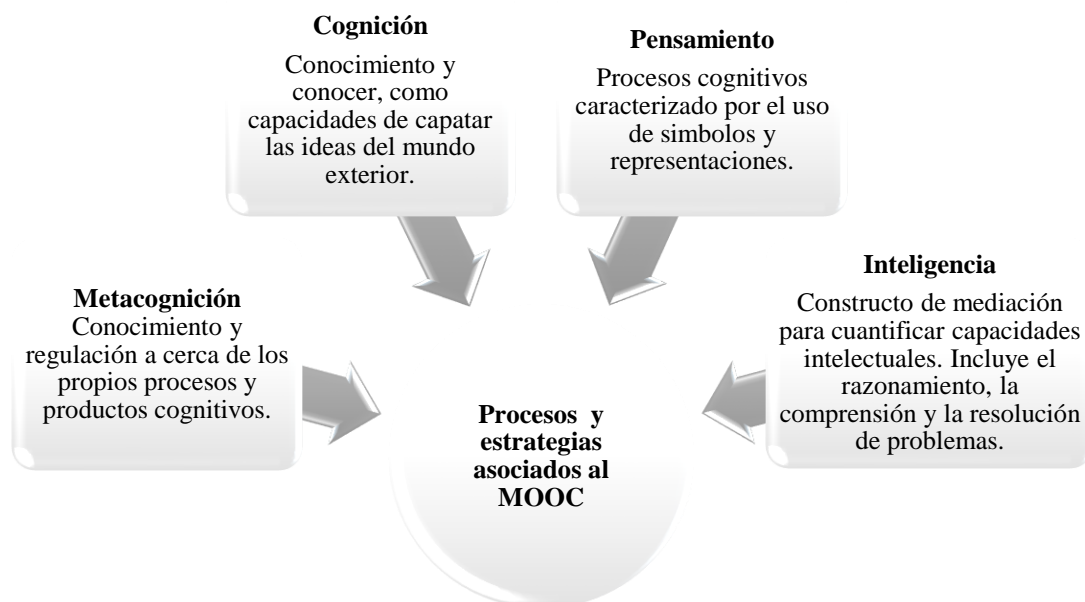 Cognición
Conocimiento y
conocer, como
capacidades de capatar
las ideas del mundo
exterior.
Pensamiento
Procesos cognitivos
caracterizado por el uso
de simbolos y
representaciones.
Metacognición
Conocimiento y
regulación a cerca de los
propios procesos y
productos cognitivos.
Inteligencia
Constructo de mediación
para cuantificar capacidades
intelectuales. Incluye el
razonamiento, la
comprensión y la resolución
de problemas.
Procesos y
estrategias
asociados al
MOOC